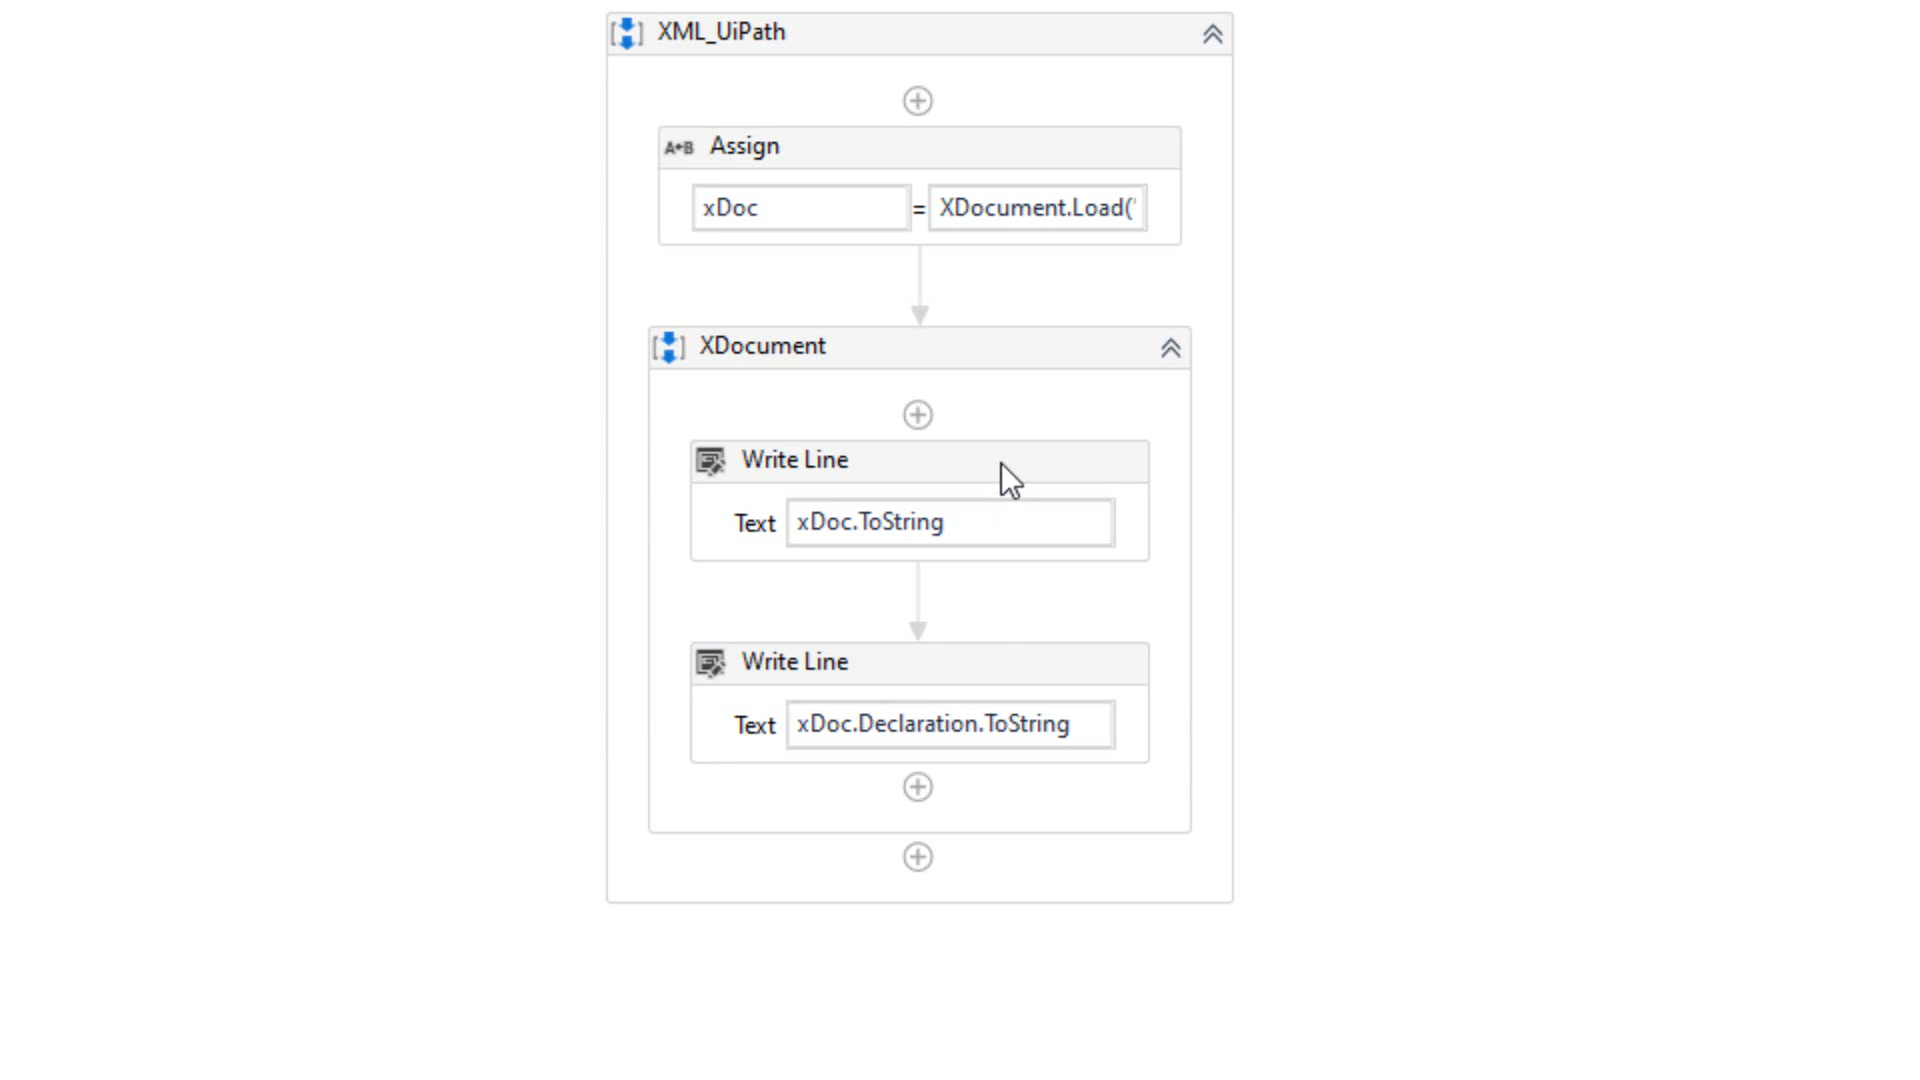 XML_UiPath
A←B Assign
xDoc = XDocument.Load('
XDocument
Write Line
Text xDoc.ToString
Write Line
Text xDoc.Declaration.ToString